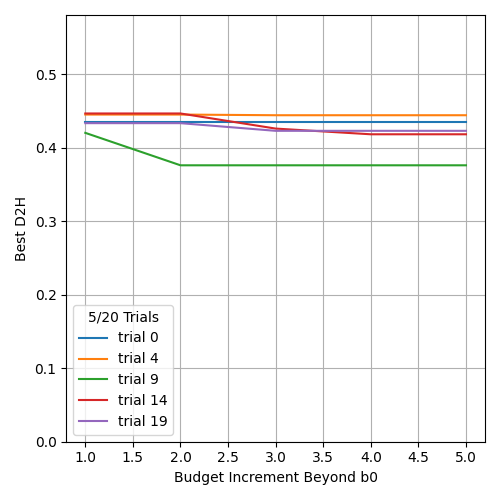 0.5
0.4
0.3
0.2
0.1
0.0
Best D2H
5/20 Trials
trial 0
trial 4
trial 9
trial 14
trial 19
1.0 1.5 2.0 2.5 3.0 3.5 4.0 4.5 5.0
Budget Increment Beyond b0